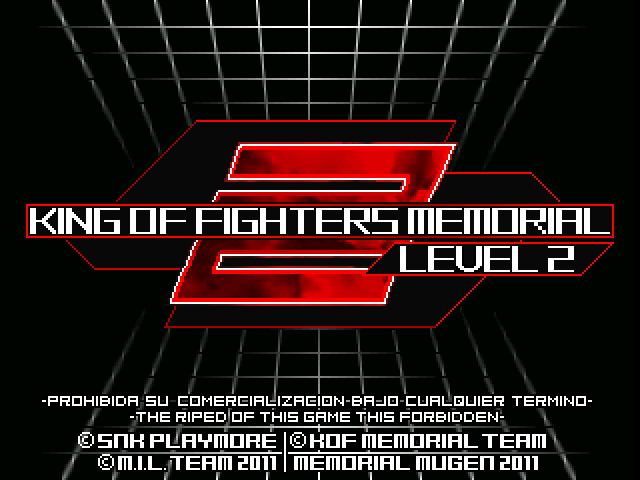 2
KING OF FIGHTERS MEMORIAL
LEVEL 2
-PROHIBIDA SU COMERCIALIZACION BAJO CUALQUIER TERMINO-
-THE RIPED OF THIS GAME THIS FORBIDDEN-
©SNK PLAYMORE | ©KOF MEMORIAL TEAM
©M.I.L. TEAM 2011 | MEMORIAL MUGEN 2011